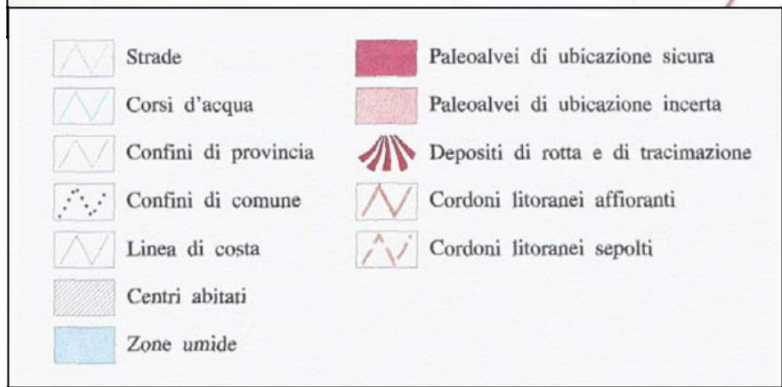 Strade
Corsi d'acqua
Confini di provincia
Confini di comune
Linea di costa
Centri abitati
Zone umide
Paleoalvei di ubicazione sicura
Paleoalvei di ubicazione incerta
Depositi di rotta e di tracimazione
Cordoni litoranei affioranti
Cordoni litoranei sepolti